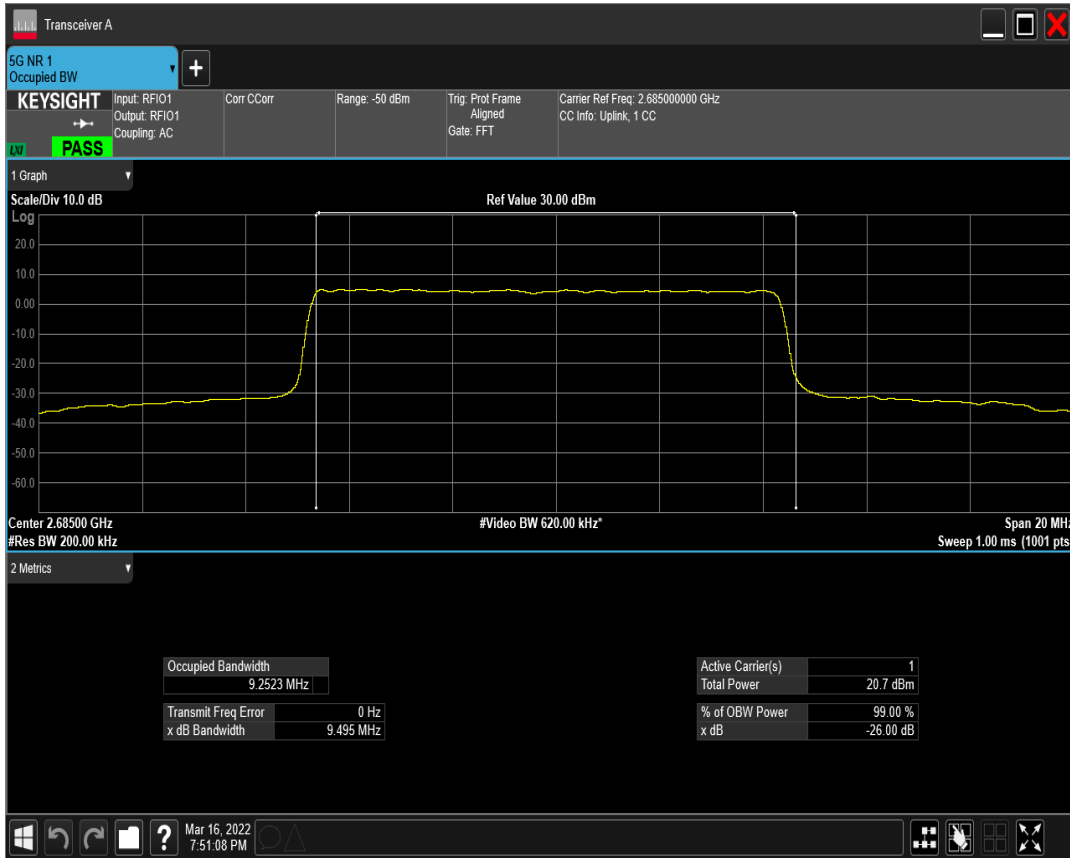 Transceiver A
5G NR 1
Occupied BW
KEYSIGHT
LXI
PASS
Input: RFIO1
Output: RFIO1
Coupling: AC
Corr CCorr
Range: -50 dBm
Trig: Prot Frame
Aligned
Gate: FFT
Carrier Ref Freq: 2.685000000 GHz
CC Info: Uplink, 1 CC
1 Graph
Scale/Div 10.0 dB
Ref Value 30.00 dBm
Log
20.0
10.0
0.00
-10.0
-20.0
-30.0
-40.0
-50.0
-60.0
Center 2.68500 GHz
#Video BW 620.00 kHz*
Span 20 MHz
#Res BW 200.00 kHz
Sweep 1.00 ms (1001 pts
2 Metrics
Occupied Bandwidth
9.2523 MHz
Transmit Freq Error 0 Hz
x dB Bandwidth 9.495 MHz
Active Carrier(s) 1
Total Power 20.7 dBm
% of OBW Power 99.00 %
x dB -26.00 dB
?
Mar 16, 2022
7:51:08 PM